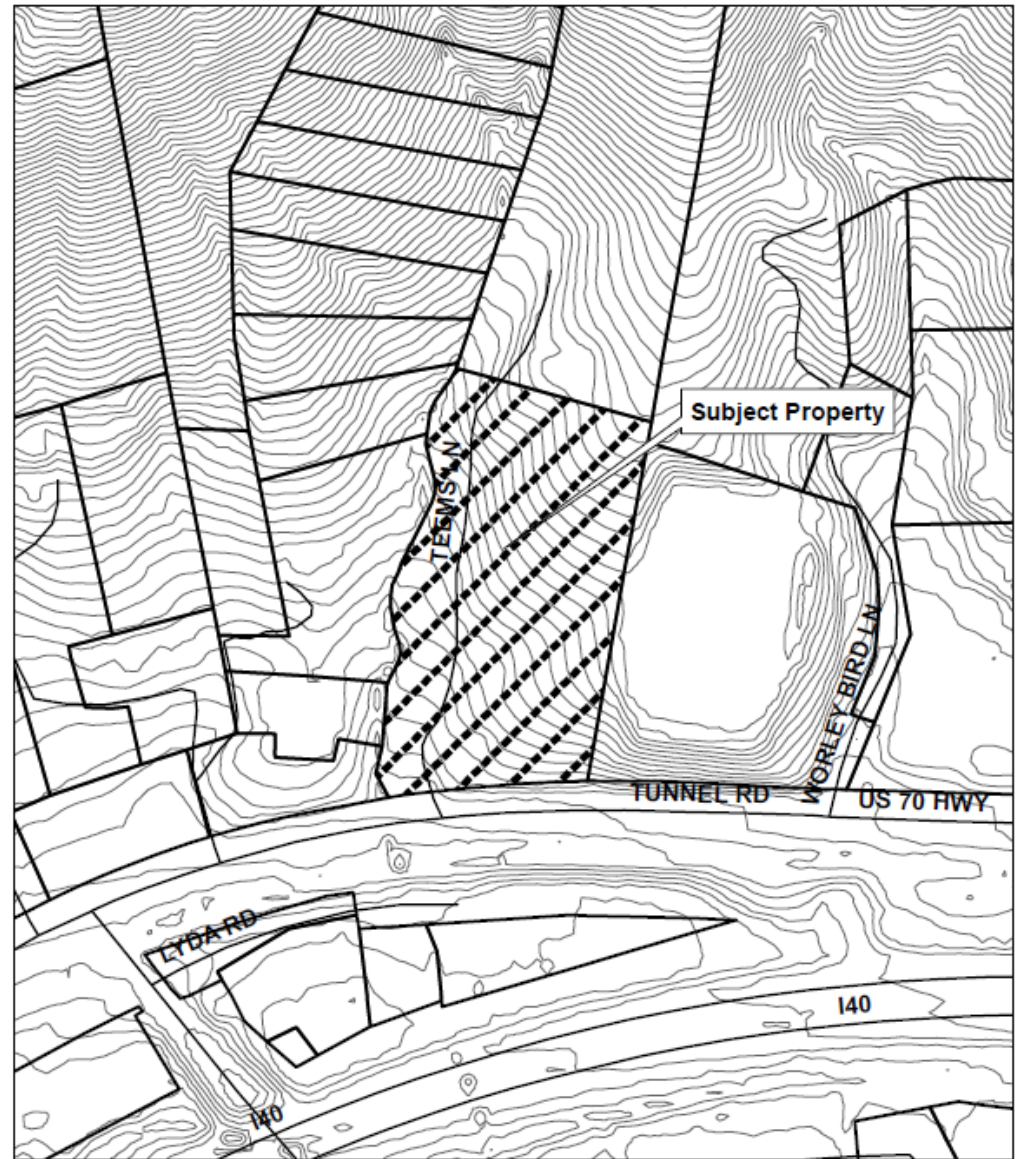 Subject Property
TEEMS LN
WORLEY BIRD LN
TUNNEL RD
US 70 HWY
LYDA RD
I40
I40